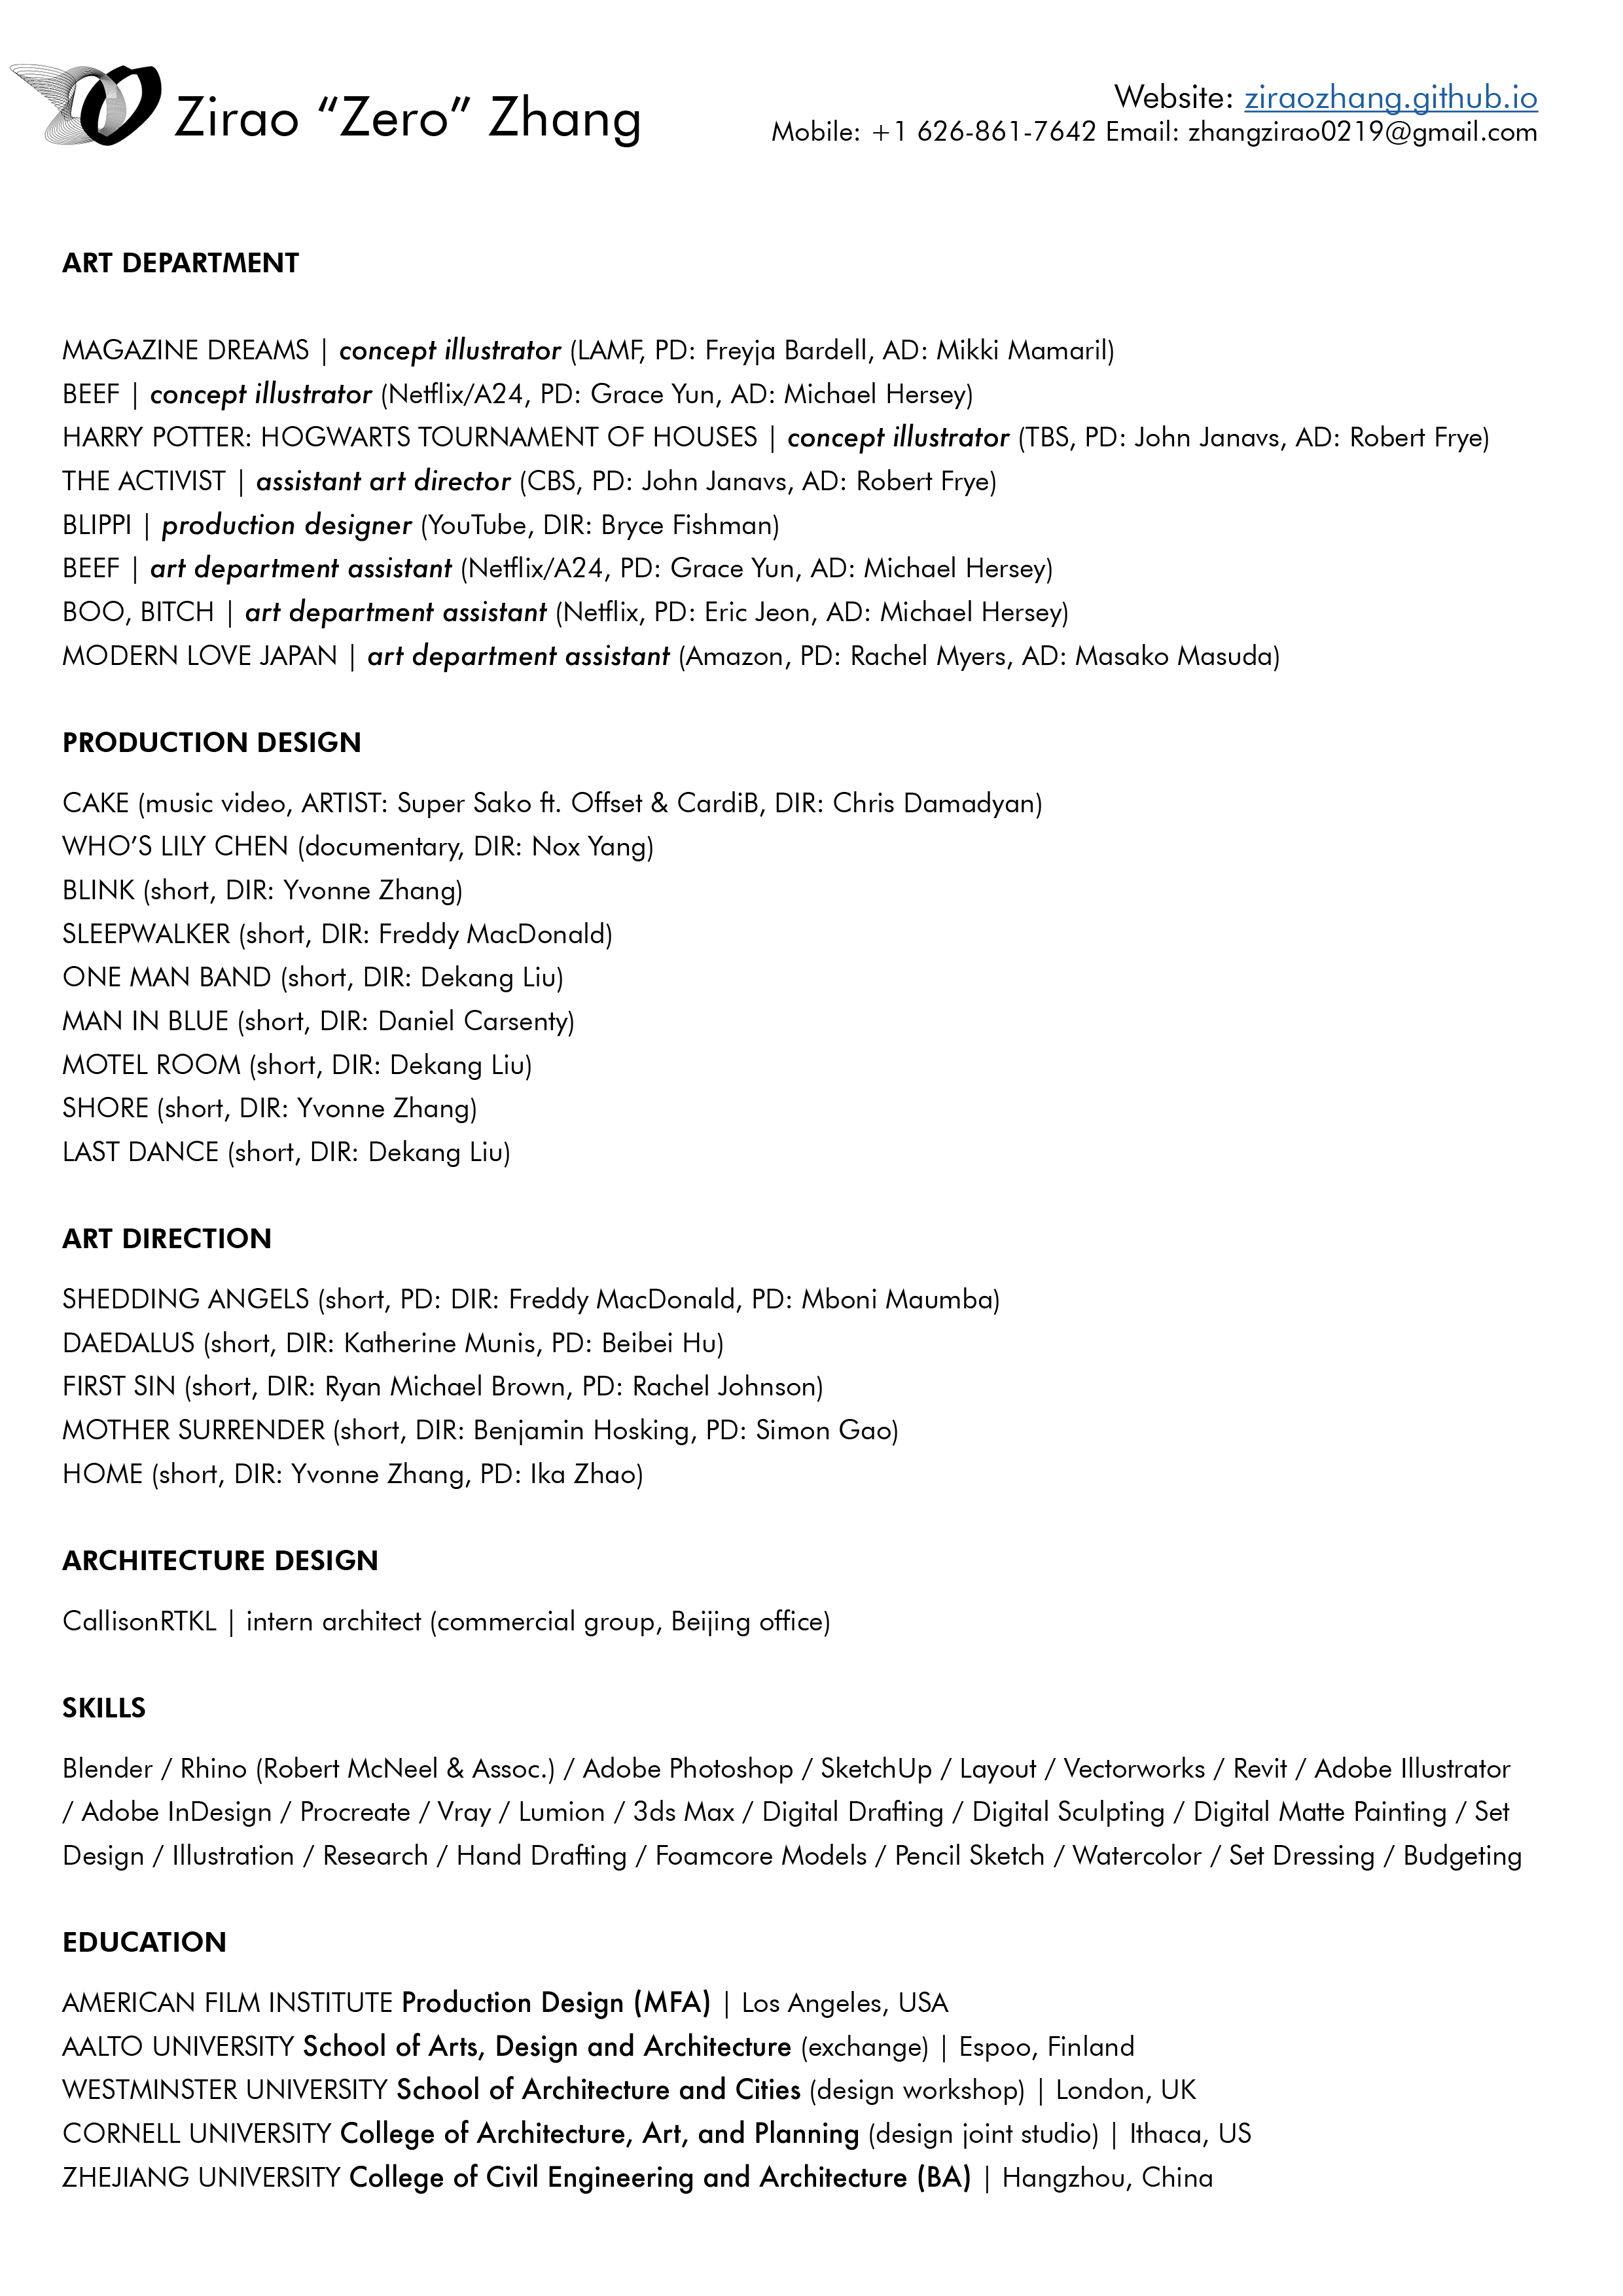 Zirao “Zero” Zhang
Website: ziraozhang.github.io
Mobile: +1 626-861-7642 Email: zhangzirao0219@gmail.com
ART DEPARTMENT
MAGAZINE DREAMS | concept illustrator (LAMF, PD: Freyja Bardell, AD: Mikki Mamaril)
BEEF | concept illustrator (Netflix/A24, PD: Grace Yun, AD: Michael Hersey)
HARRY POTTER: HOGWARTS TOURNAMENT OF HOUSES | concept illustrator (TBS, PD: John Janavs, AD: Robert Frye)
THE ACTIVIST | assistant art director (CBS, PD: John Janavs, AD: Robert Frye)
BLIPPI | production designer (YouTube, DIR: Bryce Fishman)
BEEF | art department assistant (Netflix/A24, PD: Grace Yun, AD: Michael Hersey)
BOO, BITCH | art department assistant (Netflix, PD: Eric Jeon, AD: Michael Hersey)
MODERN LOVE JAPAN | art department assistant (Amazon, PD: Rachel Myers, AD: Masako Masuda)
PRODUCTION DESIGN
CAKE (music video, ARTIST: Super Sako ft. Offset & CardiB, DIR: Chris Damadyan)
WHO’S LILY CHEN (documentary, DIR: Nox Yang)
BLINK (short, DIR: Yvonne Zhang)
SLEEPWALKER (short, DIR: Freddy MacDonald)
ONE MAN BAND (short, DIR: Dekang Liu)
MAN IN BLUE (short, DIR: Daniel Carsenty)
MOTEL ROOM (short, DIR: Dekang Liu)
SHORE (short, DIR: Yvonne Zhang)
LAST DANCE (short, DIR: Dekang Liu)
ART DIRECTION
SHEDDING ANGELS (short, PD: DIR: Freddy MacDonald, PD: Mboni Maumba)
DAEDALUS (short, DIR: Katherine Munis, PD: Beibei Hu)
FIRST SIN (short, DIR: Ryan Michael Brown, PD: Rachel Johnson)
MOTHER SURRENDER (short, DIR: Benjamin Hosking, PD: Simon Gao)
HOME (short, DIR: Yvonne Zhang, PD: Ika Zhao)
ARCHITECTURE DESIGN
CallisonRTKL | intern architect (commercial group, Beijing office)
SKILLS
Blender / Rhino (Robert McNeel & Assoc.) / Adobe Photoshop / SketchUp / Layout / Vectorworks / Revit / Adobe Illustrator
/ Adobe InDesign / Procreate / Vray / Lumion / 3ds Max / Digital Drafting / Digital Sculpting / Digital Matte Painting / Set
Design / Illustration / Research / Hand Drafting / Foamcore Models / Pencil Sketch / Watercolor / Set Dressing / Budgeting
EDUCATION
AMERICAN FILM INSTITUTE Production Design (MFA) | Los Angeles, USA
AALTO UNIVERSITY School of Arts, Design and Architecture (exchange) | Espoo, Finland
WESTMINSTER UNIVERSITY School of Architecture and Cities (design workshop) | London, UK
CORNELL UNIVERSITY College of Architecture, Art, and Planning (design joint studio) | Ithaca, US
ZHEJIANG UNIVERSITY College of Civil Engineering and Architecture (BA) | Hangzhou, China